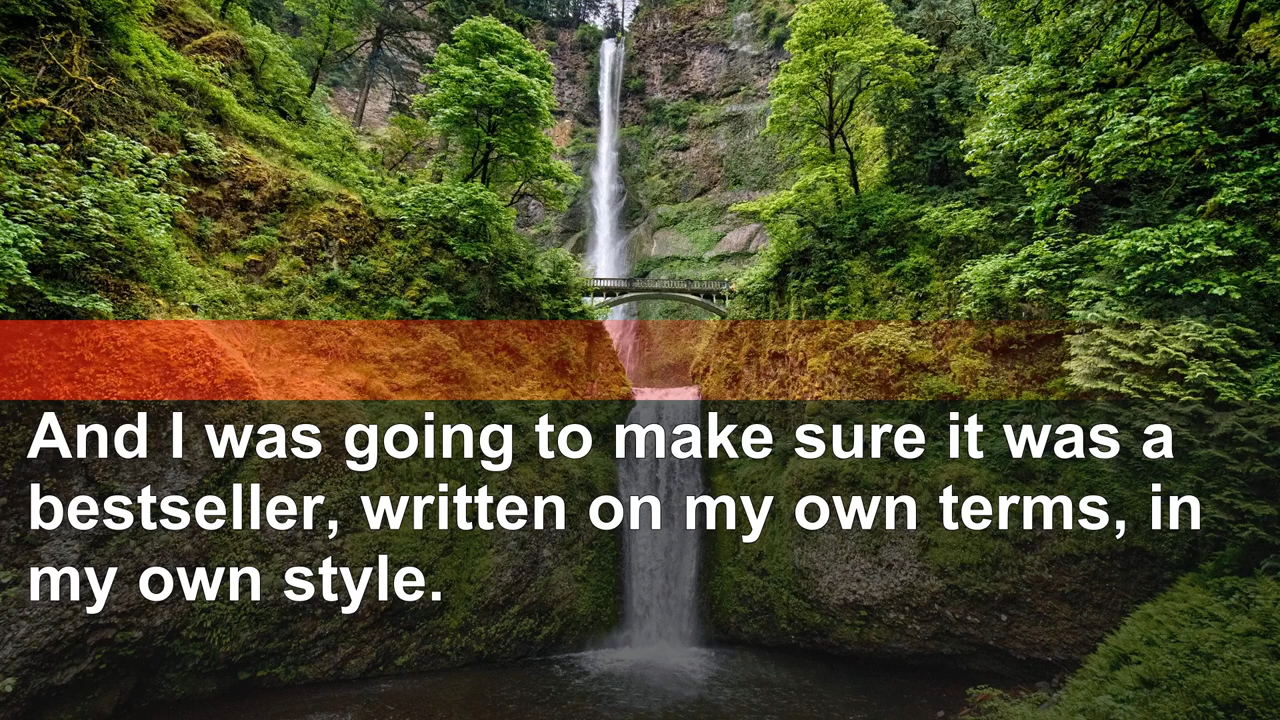 And I was going to make sure it was a
bestseller, written on my own terms, in
my own style.